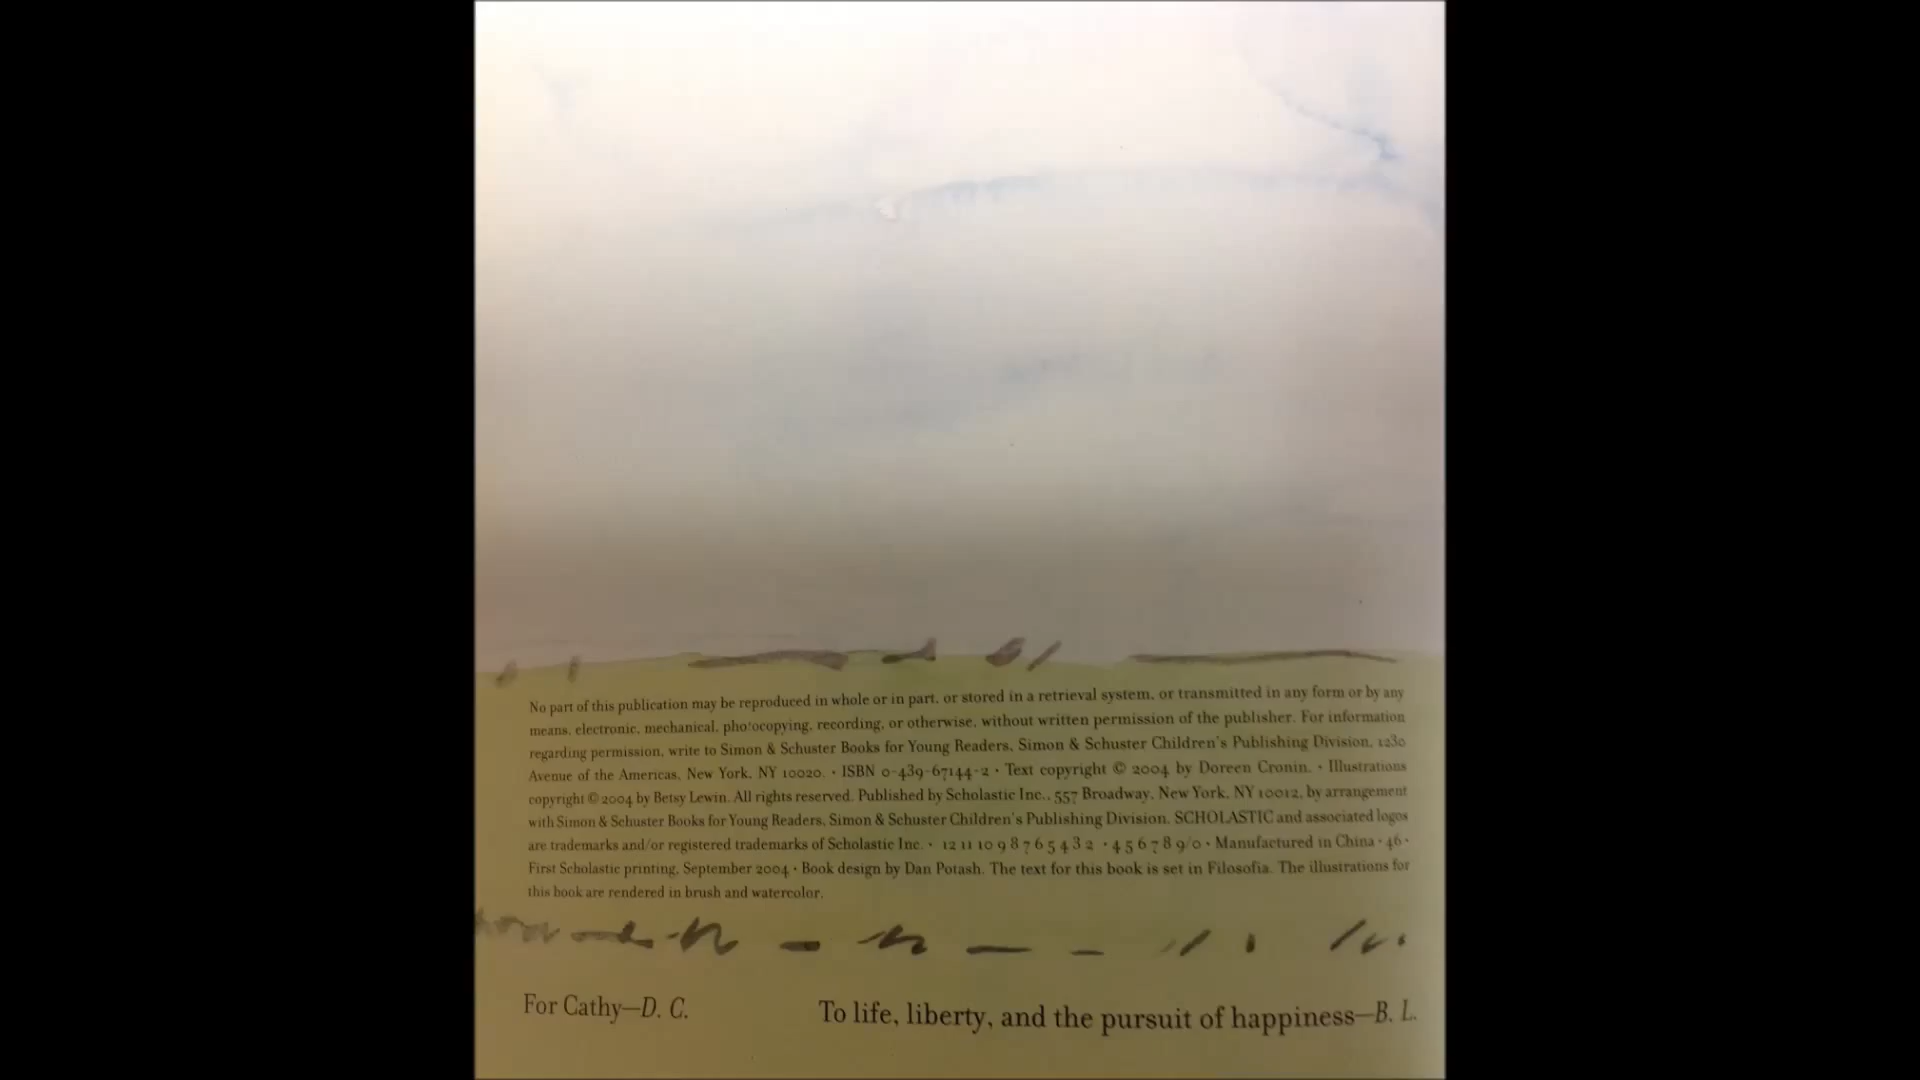 No part of this publication may be reproduced in whole or in part, or stored in a retrieval system, or transmitted in any form or by any
means, electronic, mechanical, photocopying, recording, or otherwise, without written permission of the publisher. For information
regarding permission, write to Simon & Schuster Books for Young Readers, Simon & Schuster Children's Publishing Division, 1230
Avenue of the Americas, New York, NY 10020. • ISBN 0-439-67144-2 • Text copyright © 2004 by Doreen Cronin. • Illustrations
copyright © 2004 by Betsy Lewin. All rights reserved. Published by Scholastic Inc., 557 Broadway, New York, NY 10012, by arrangement
with Simon & Schuster Books for Young Readers, Simon & Schuster Children's Publishing Division. SCHOLASTIC and associated logos
are trademarks and/or registered trademarks of Scholastic Inc. • 12 11 10 9 8 7 6 5 4 3 2 • 4 5 6 7 8 9/0 • Manufactured in China • 46 •
First Scholastic printing, September 2004 • Book design by Dan Potash. The text for this book is set in Filosofia. The illustrations for
this book are rendered in brush and watercolor.
For Cathy—D. C.
To life, liberty, and the pursuit of happiness—B. L.